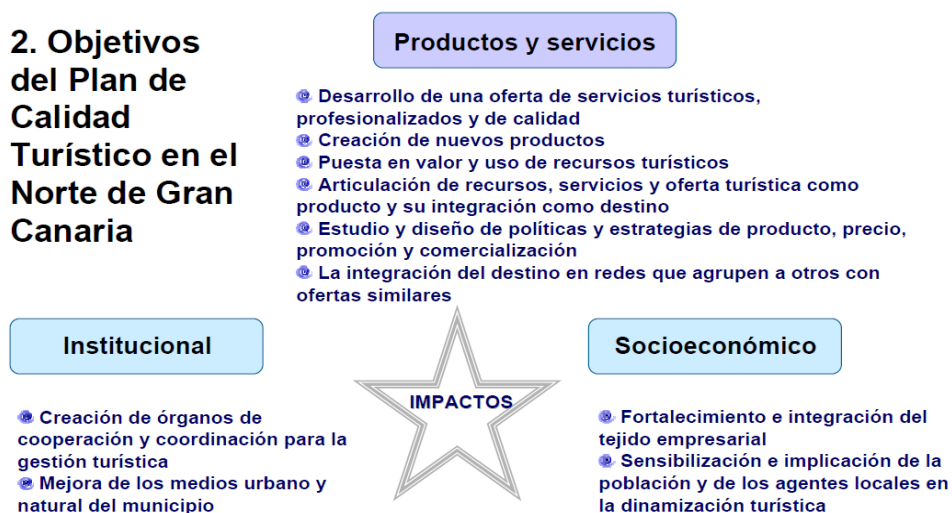 2. Objetivos
del Plan de
Calidad
Turístico en el
Norte de Gran
Canaria
Productos y servicios
Desarrollo de una oferta de servicios turísticos,
profesionalizados y de calidad
Creación de nuevos productos
Puesta en valor y uso de recursos turísticos
Articulación de recursos, servicios y oferta turística como
producto y su integración como destino
Estudio y diseño de políticas y estrategias de producto, precio,
promoción y comercialización
La integración del destino en redes que agrupen a otros con
ofertas similares
Institucional
Creación de órganos de
cooperación y coordinación para la
gestión turística
Mejora de los medios urbano y
natural del municipio
IMPACTOS
Socioeconómico
Fortalecimiento e integración del
tejido empresarial
Sensibilización e implicación de la
población y de los agentes locales en
la dinamización turística